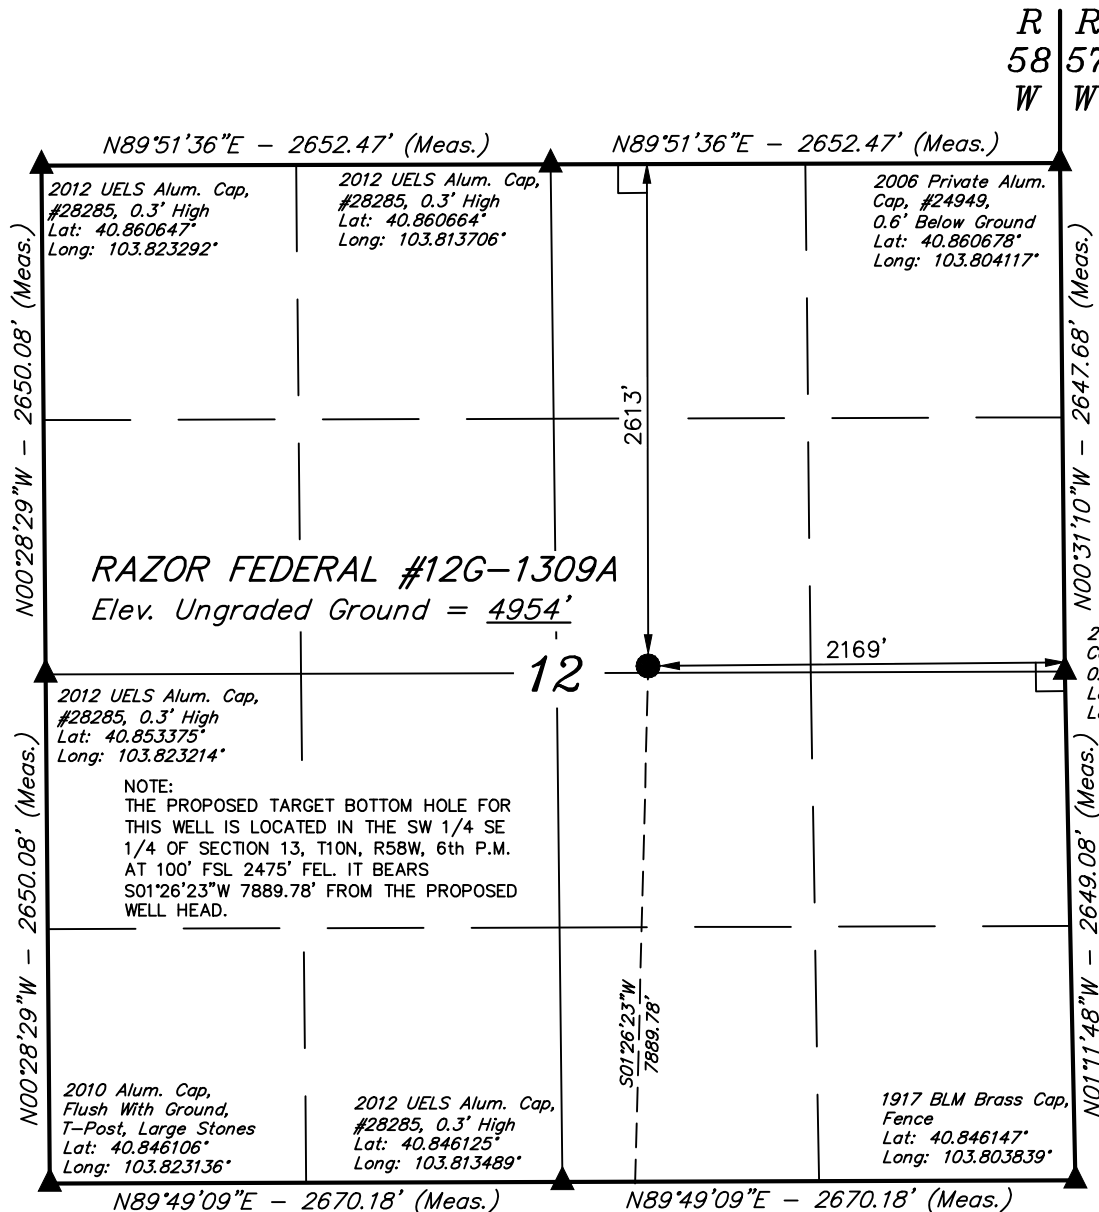 R R
58 57
W W
N89°51'36"E - 2652.47' (Meas.)
N89°51'36"E - 2652.47' (Meas.)
2012 UELS Alum. Cap,
#28285, 0.3' High
Lat: 40.860647°
Long: 103.823292°
2012 UELS Alum. Cap,
#28285, 0.3' High
Lat: 40.860664°
Long: 103.813706°
2006 Private Alum.
Cap, #24949,
0.6' Below Ground
Lat: 40.860678°
Long: 103.804117°
N00°28'29"W - 2650.08' (Meas.)
N00°31'10"W - 2647.68' (Meas.)
2613'
RAZOR FEDERAL #12G-1309A
Elev. Ungraded Ground = 4954'
12
2169'
2012 UELS Alum. Cap,
#28285, 0.3' High
Lat: 40.853375°
Long: 103.823214°
NOTE:
THE PROPOSED TARGET BOTTOM HOLE FOR
THIS WELL IS LOCATED IN THE SW 1/4 SE
1/4 OF SECTION 13, T10N, R58W, 6th P.M.
AT 100' FSL 2475' FEL. IT BEARS
S01°26'23"W 7889.78' FROM THE PROPOSED
WELL HEAD.
N00°28'29"W - 2650.08' (Meas.)
N01°11'48"W - 2649.08' (Meas.)
S01°26'23"W
7889.78'
2010 Alum. Cap,
Flush With Ground,
T-Post, Large Stones
Lat: 40.846106°
Long: 103.823136°
2012 UELS Alum. Cap,
#28285, 0.3' High
Lat: 40.846125°
Long: 103.813489°
1917 BLM Brass Cap,
Fence
Lat: 40.846147°
Long: 103.803839°
N89°49'09"E - 2670.18' (Meas.)
N89°49'09"E - 2670.18' (Meas.)